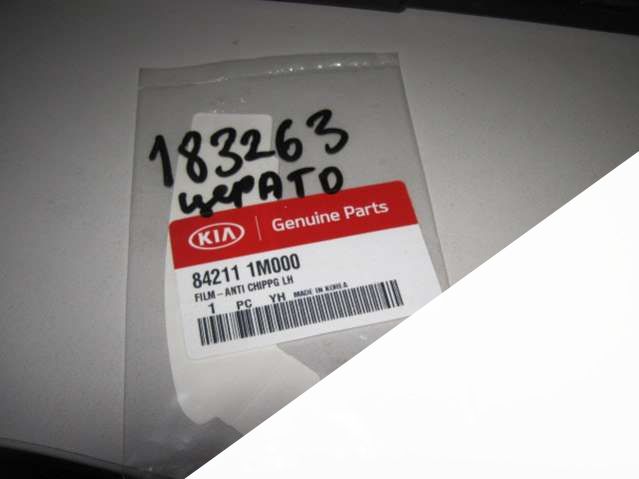 183263
церАТО
KIA Genuine Parts
84211 1M000
FILM-ANTI CHIPPG LH
1 PC YH MADE IN KOREA